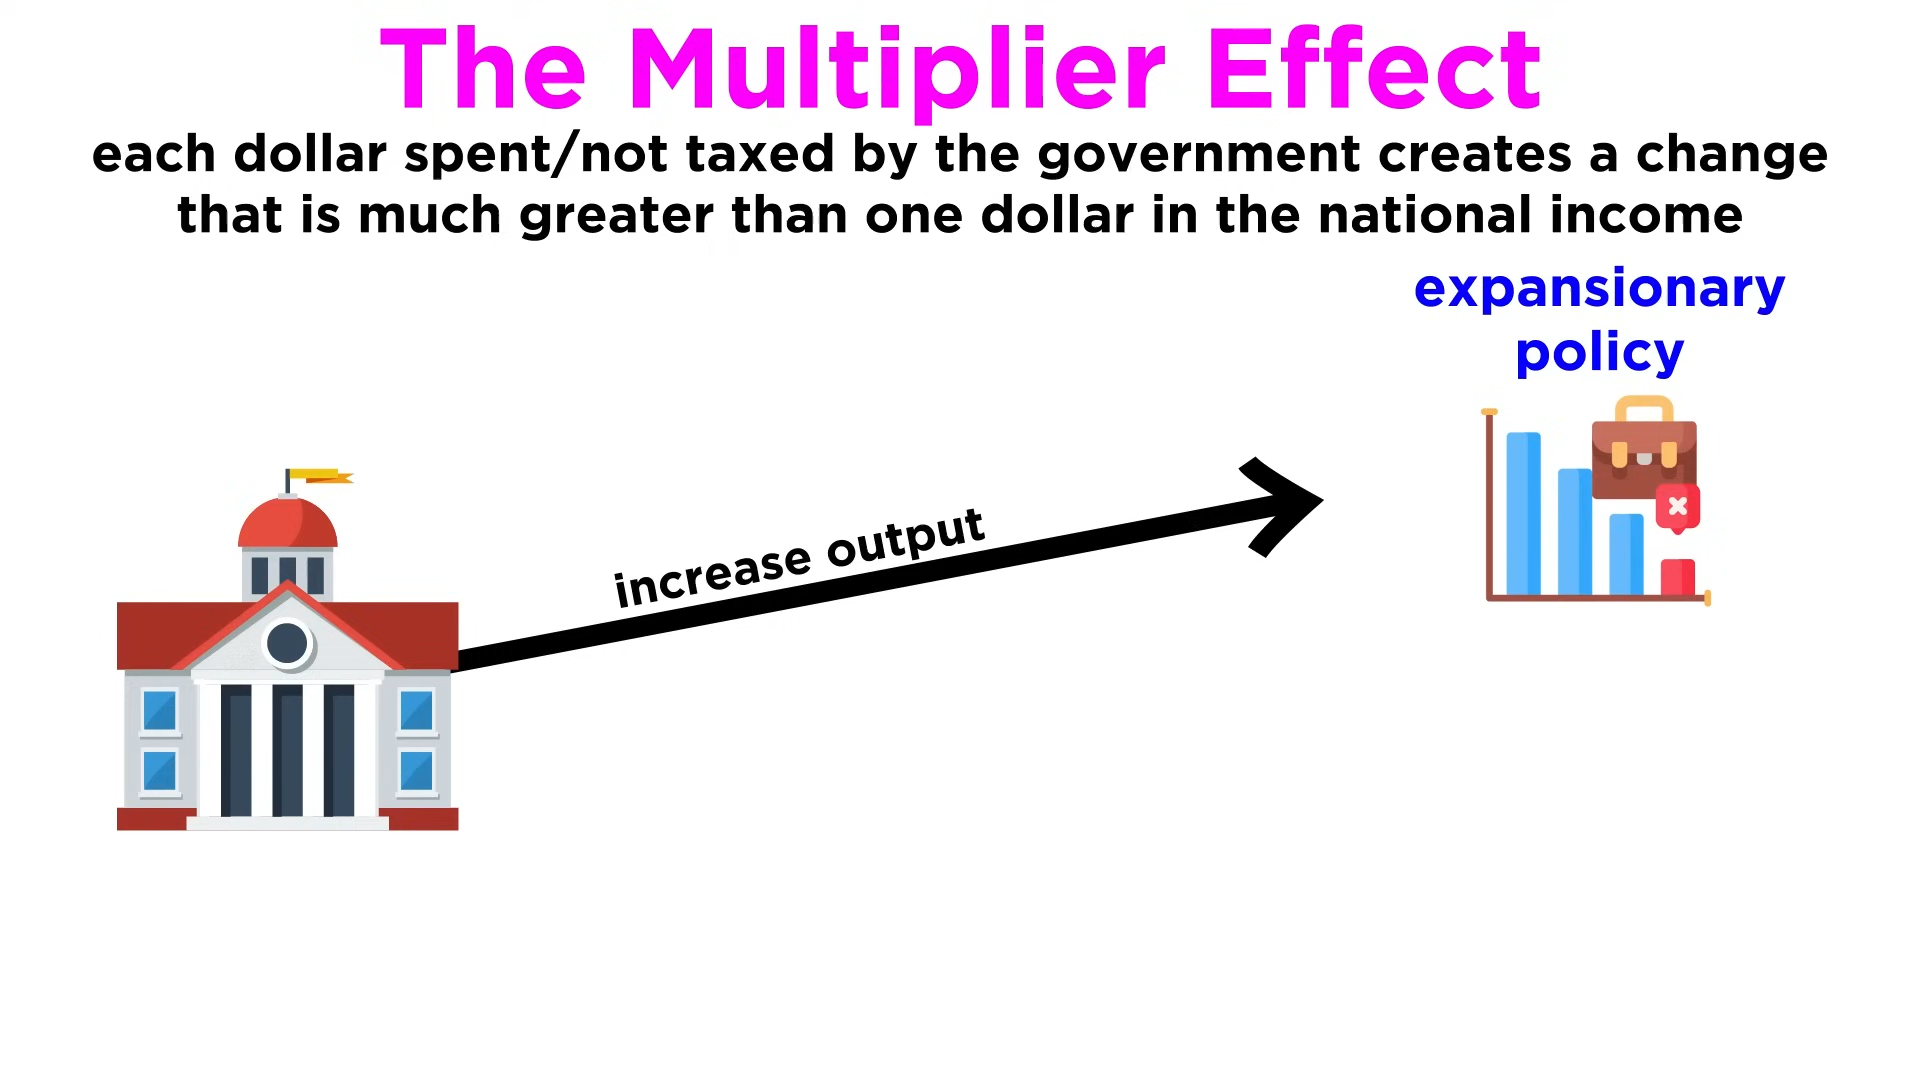 The Multiplier Effect
each dollar spent/not taxed by the government creates a change
that is much greater than one dollar in the national income
expansionary
policy
increase output